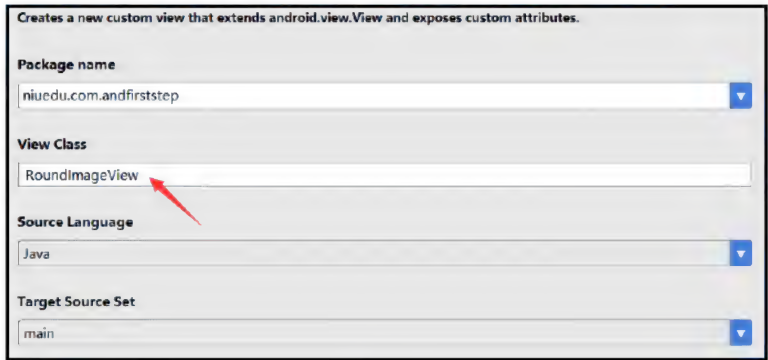 Creates a new custom view that extends android.view.View and exposes custom attributes.
Package name
niuedu.com.andfirststep
View Class
RoundImageView
Source Language
Java
Target Source Set
main